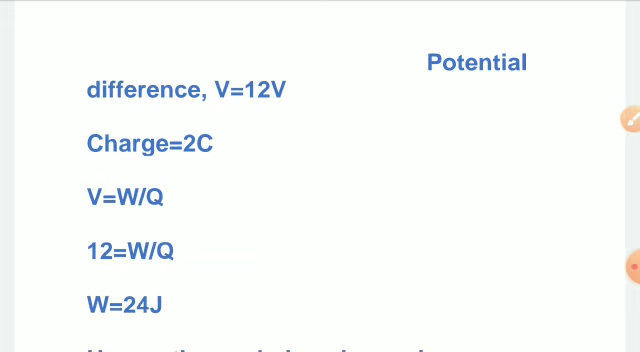 Potential
difference, V=12V
Charge=2C
V=W/Q
12=W/Q
W=24J